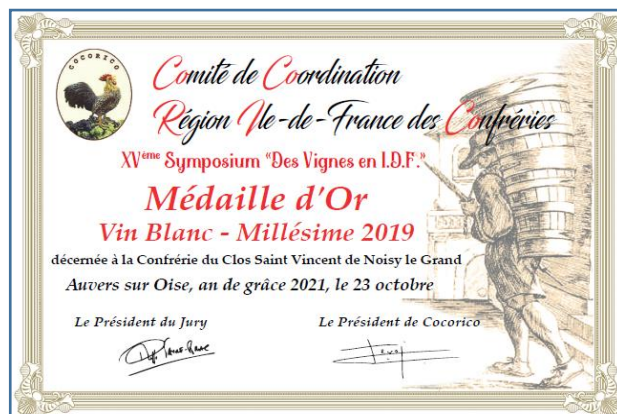 COCORICO
Comité de Coordination
Région Ile-de-France des Confréries
XVème Symposium "Des Vignes en I.D.F."
Médaille d'Or
Vin Blanc - Millésime 2019
décernée à la Confrérie du Clos Saint Vincent de Noisy le Grand
Auvers sur Oise, an de grâce 2021, le 23 octobre
Le Président du Jury Le Président de Cocorico